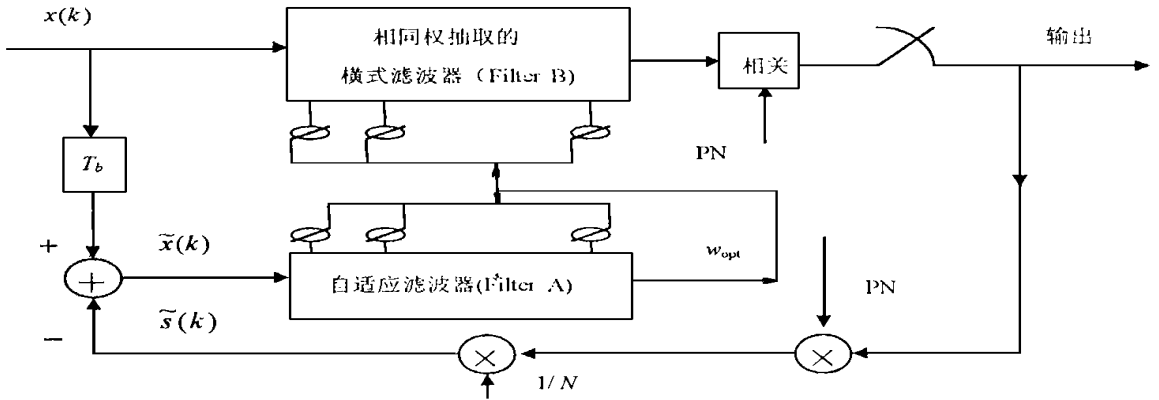 x(k)
相同权抽取的
横式滤波器（Filter B）
相关
输出
PN
T_b
+
x̃(k)
+
w_opt
自适应滤波器(Filter A)
PN
s̃(k)
−
×
×
1/N